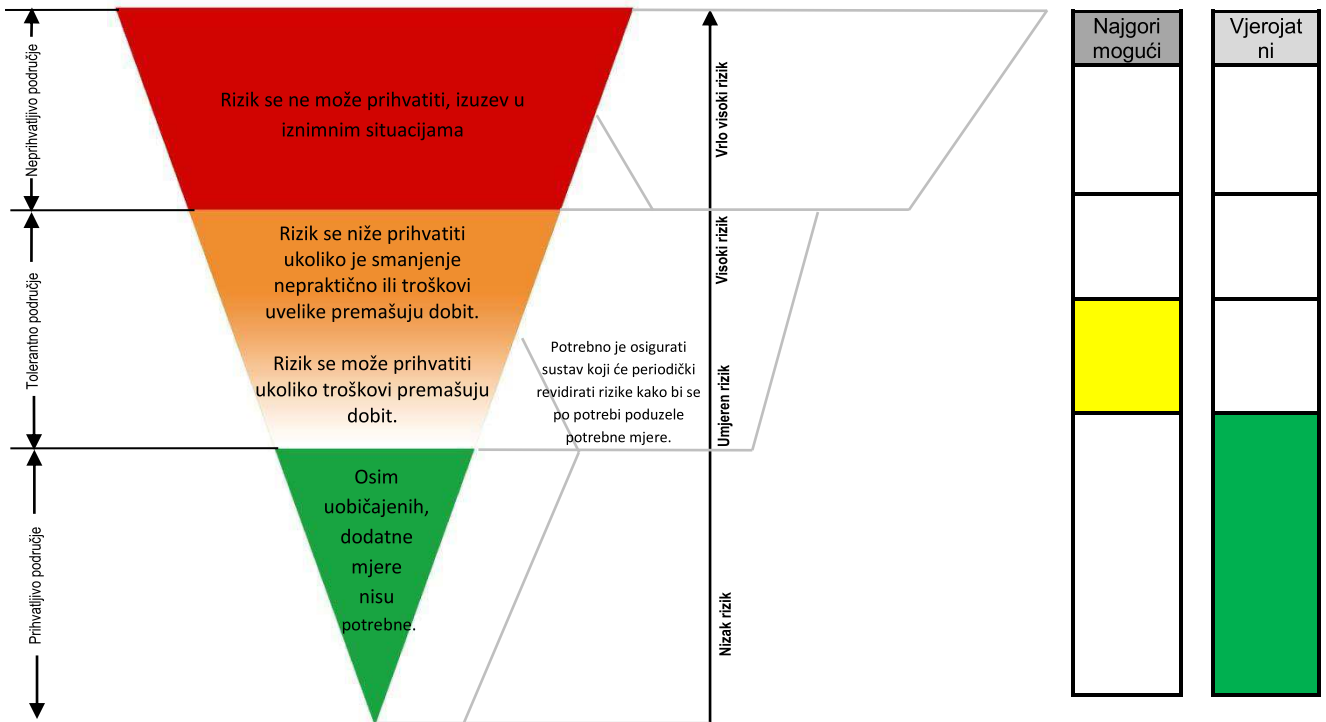 Neprihvatljivo područje
Rizik se ne može prihvatiti, izuzev u
iznimnim situacijama
Vrlo visoki rizik
Najgori
mogući
Vjerojat
ni
Tolerantno područje
Rizik se niže prihvatiti
ukoliko je smanjenje
nepraktično ili troškovi
uvelike premašuju dobit.
Rizik se može prihvatiti
ukoliko troškovi premašuju
dobit.
Visoki rizik
Potrebno je osigurati
sustav koji će periodički
revidirati rizike kako bi se
po potrebi poduzele
potrebne mjere.
Umjeren rizik
Prihvatljivo područje
Osim
uobičajenih,
dodatne
mjere
nisu
potrebne.
Nizak rizik